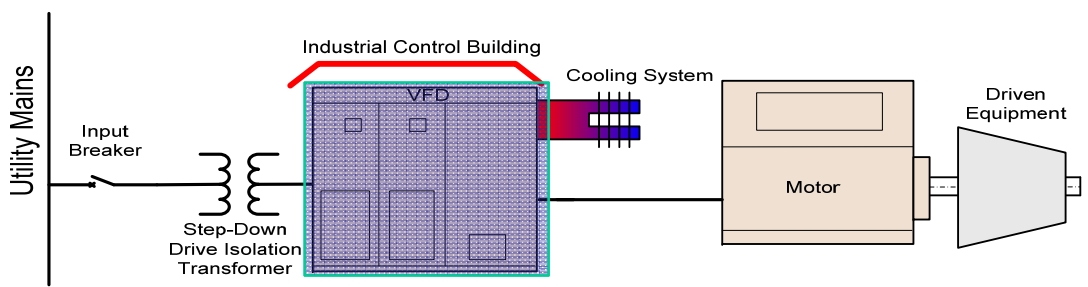 Utility Mains
Input
Breaker
Step-Down
Drive Isolation
Transformer
Industrial Control Building
VFD
Cooling System
Motor
Driven
Equipment